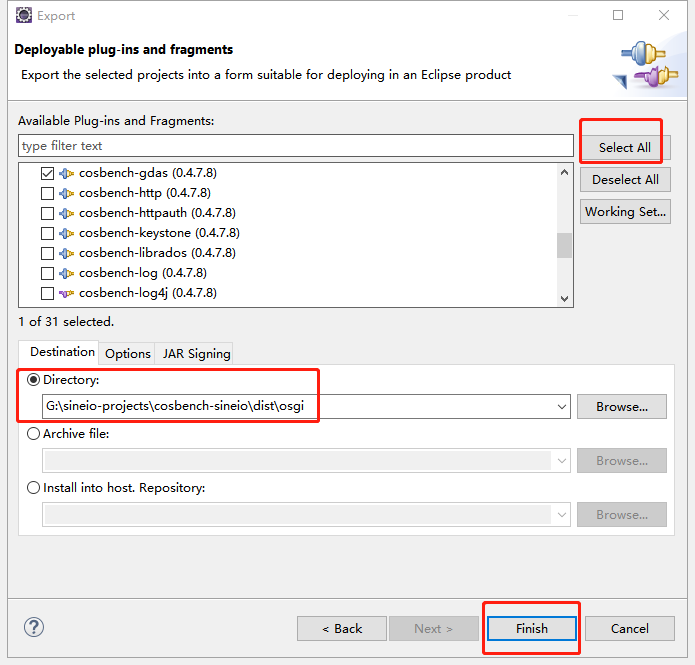 Export
Deployable plug-ins and fragments
Export the selected projects into a form suitable for deploying in an Eclipse product
Available Plug-ins and Fragments:
type filter text
Select All
cosbench-gdas (0.4.7.8)
Deselect All
cosbench-http (0.4.7.8)
cosbench-httpauth (0.4.7.8)
Working Set...
cosbench-keystone (0.4.7.8)
cosbench-librados (0.4.7.8)
cosbench-log (0.4.7.8)
cosbench-log4j (0.4.7.8)
1 of 31 selected.
Destination Options JAR Signing
Directory:
G:\sineio-projects\cosbench-sineio\dist\osgi
Browse...
Archive file:
Browse...
Install into host. Repository:
Browse...
?
< Back Next > Finish Cancel